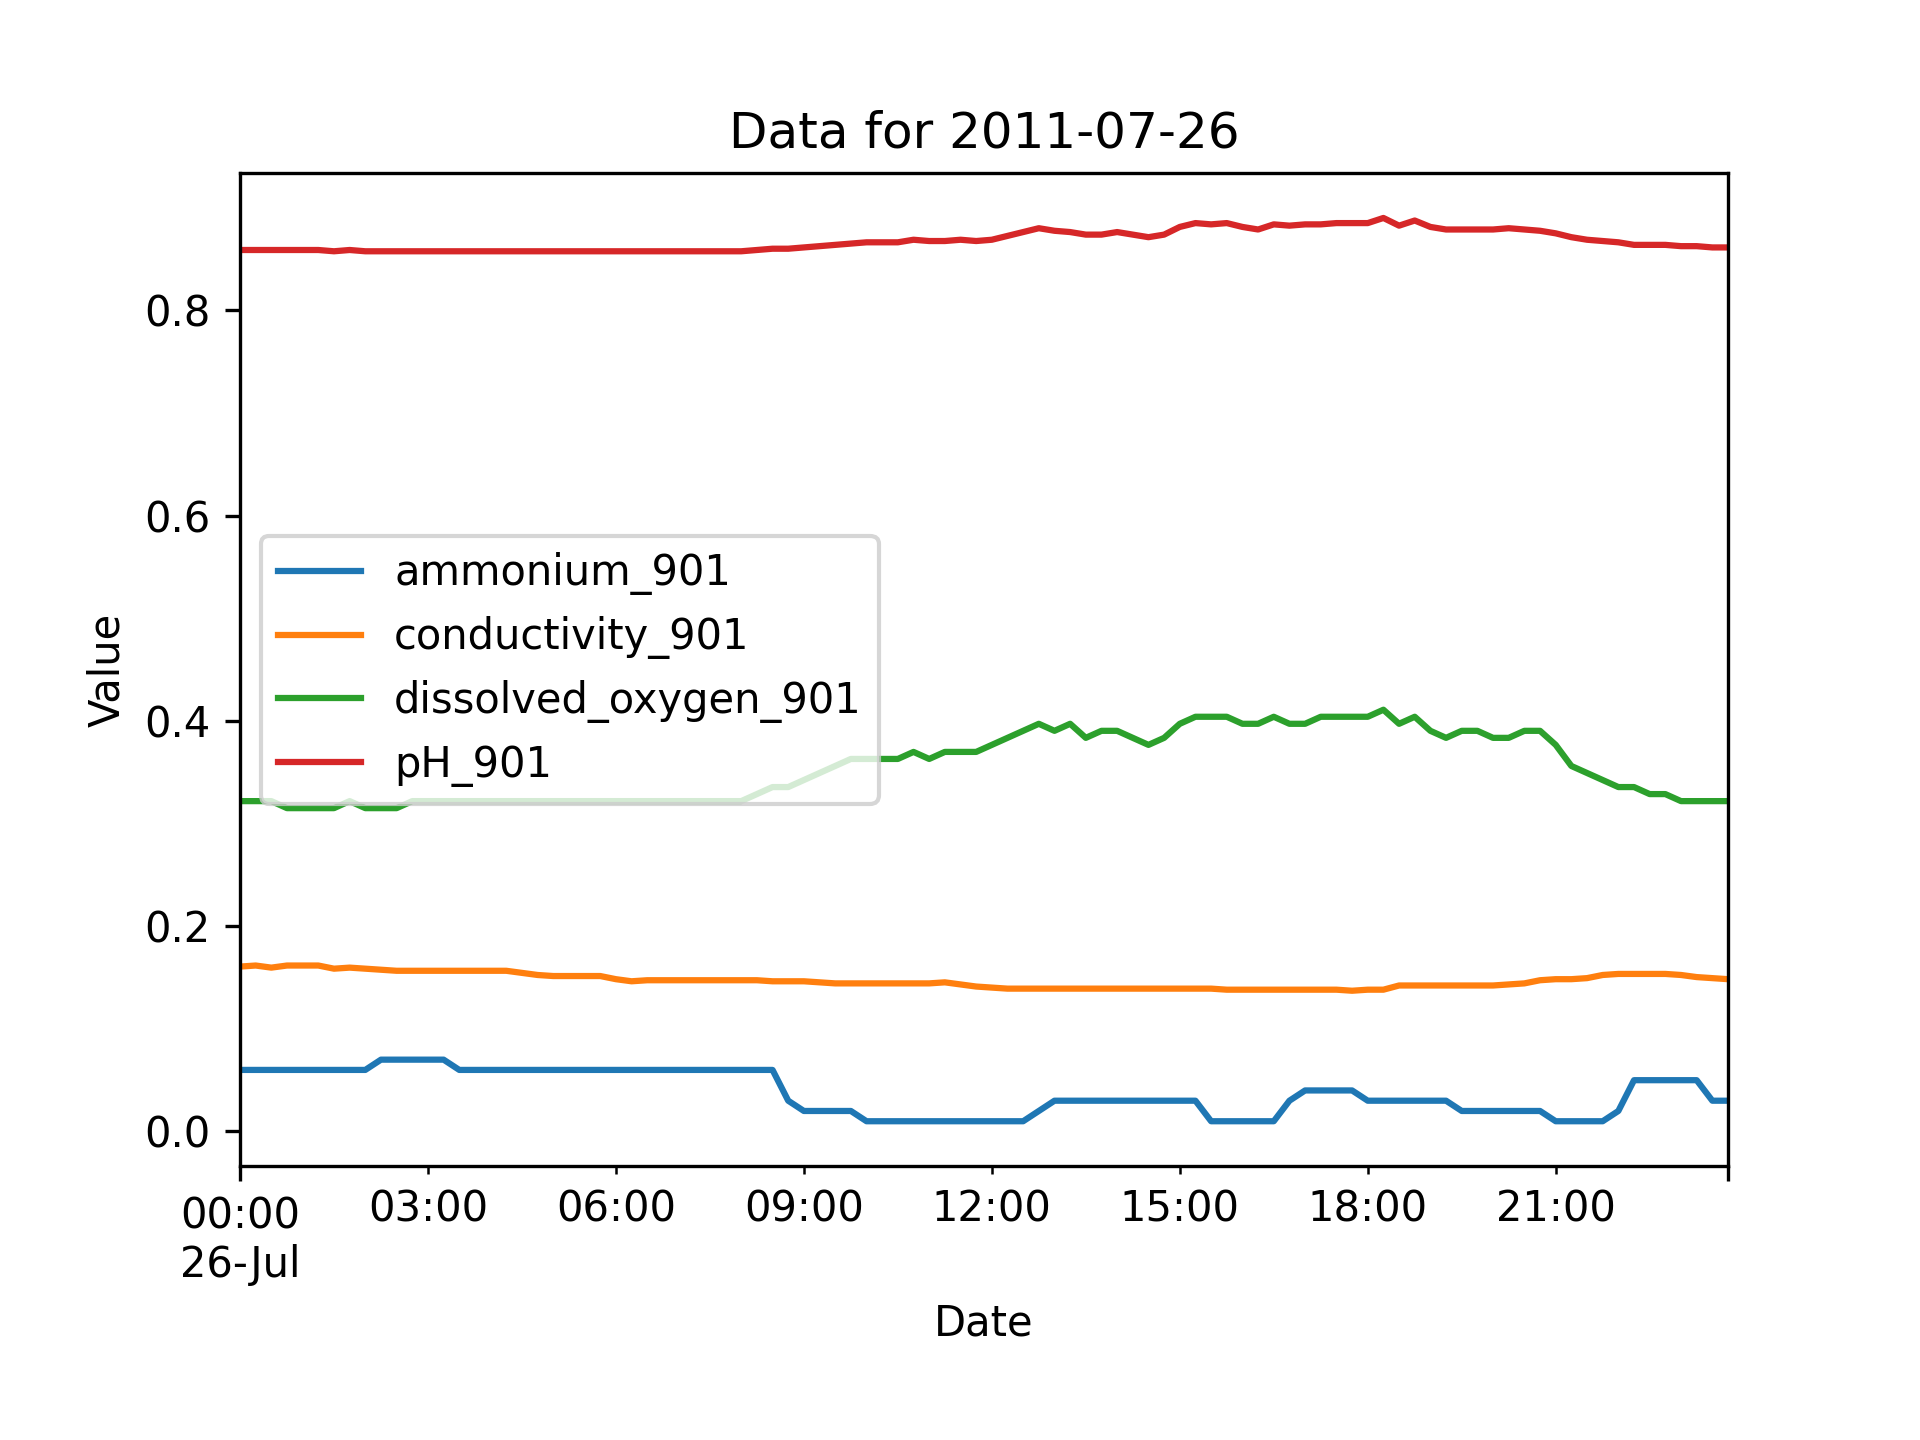 Data for 2011-07-26
Value
0.8
0.6
0.4
0.2
0.0
ammonium_901
conductivity_901
dissolved_oxygen_901
pH_901
00:00 03:00 06:00 09:00 12:00 15:00 18:00 21:00
26-Jul
Date